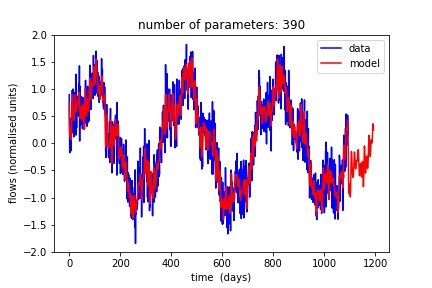 number of parameters: 390
2.0
1.5
1.0
0.5
0.0
-0.5
-1.0
-1.5
-2.0
flows (normalised units)
data
model
0 200 400 600 800 1000 1200
time (days)